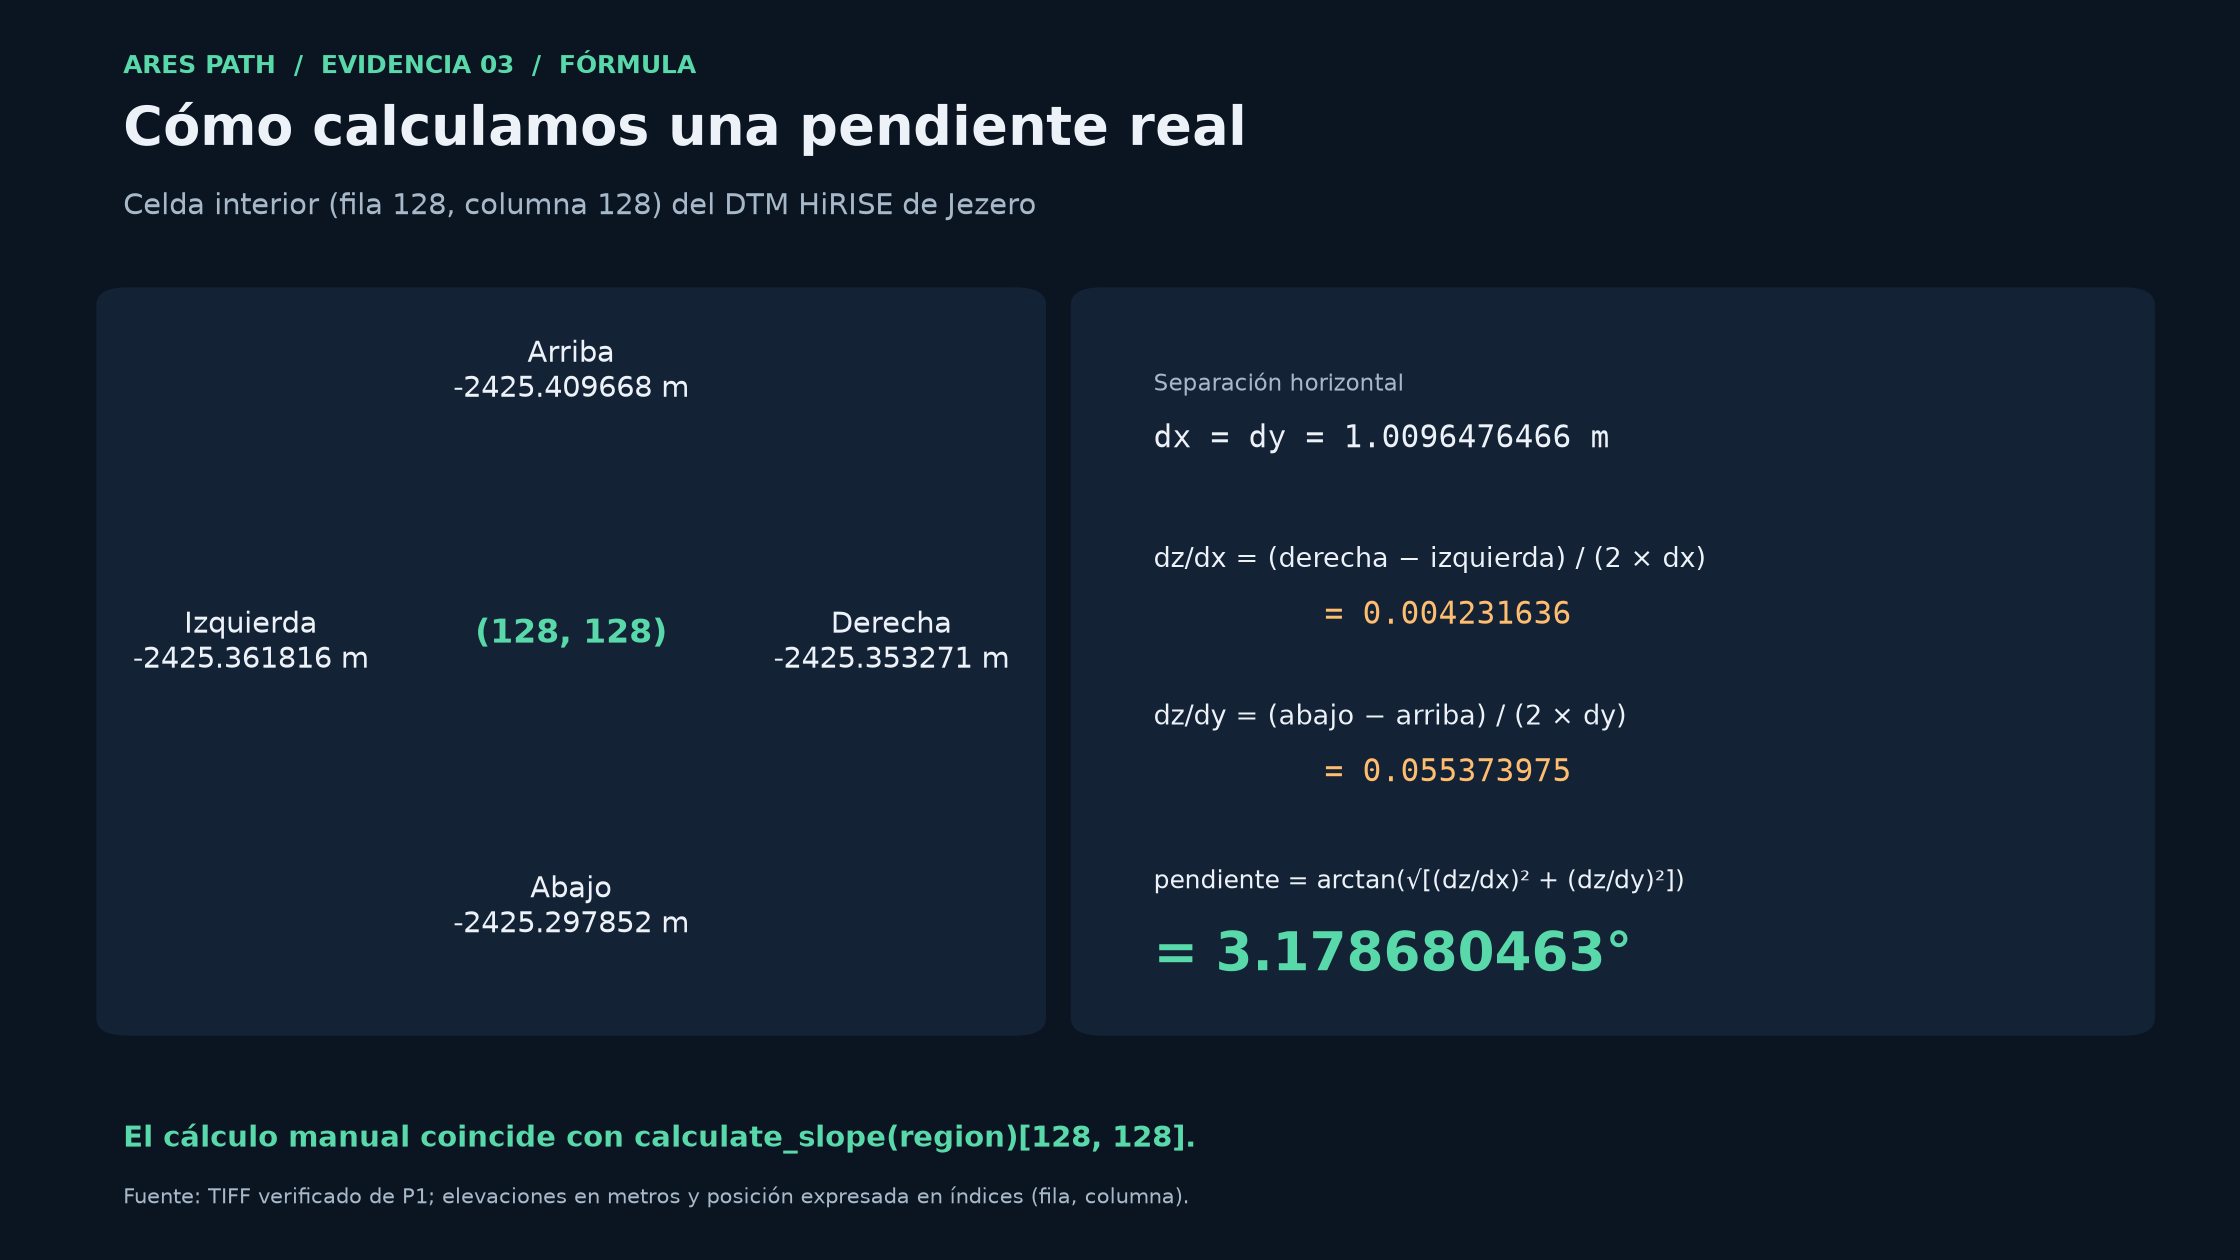 ARES PATH / EVIDENCIA 03 / FÓRMULA
Cómo calculamos una pendiente real
Celda interior (fila 128, columna 128) del DTM HiRISE de Jezero
Arriba
-2425.409668 m
Izquierda
-2425.361816 m
(128, 128)
Derecha
-2425.353271 m
Abajo
-2425.297852 m
Separación horizontal
dx = dy = 1.0096476466 m
dz/dx = (derecha − izquierda) / (2 × dx)
= 0.004231636
dz/dy = (abajo − arriba) / (2 × dy)
= 0.055373975
pendiente = arctan(√[(dz/dx)² + (dz/dy)²])
= 3.178680463°
El cálculo manual coincide con calculate_slope(region)[128, 128].
Fuente: TIFF verificado de P1; elevaciones en metros y posición expresada en índices (fila, columna).